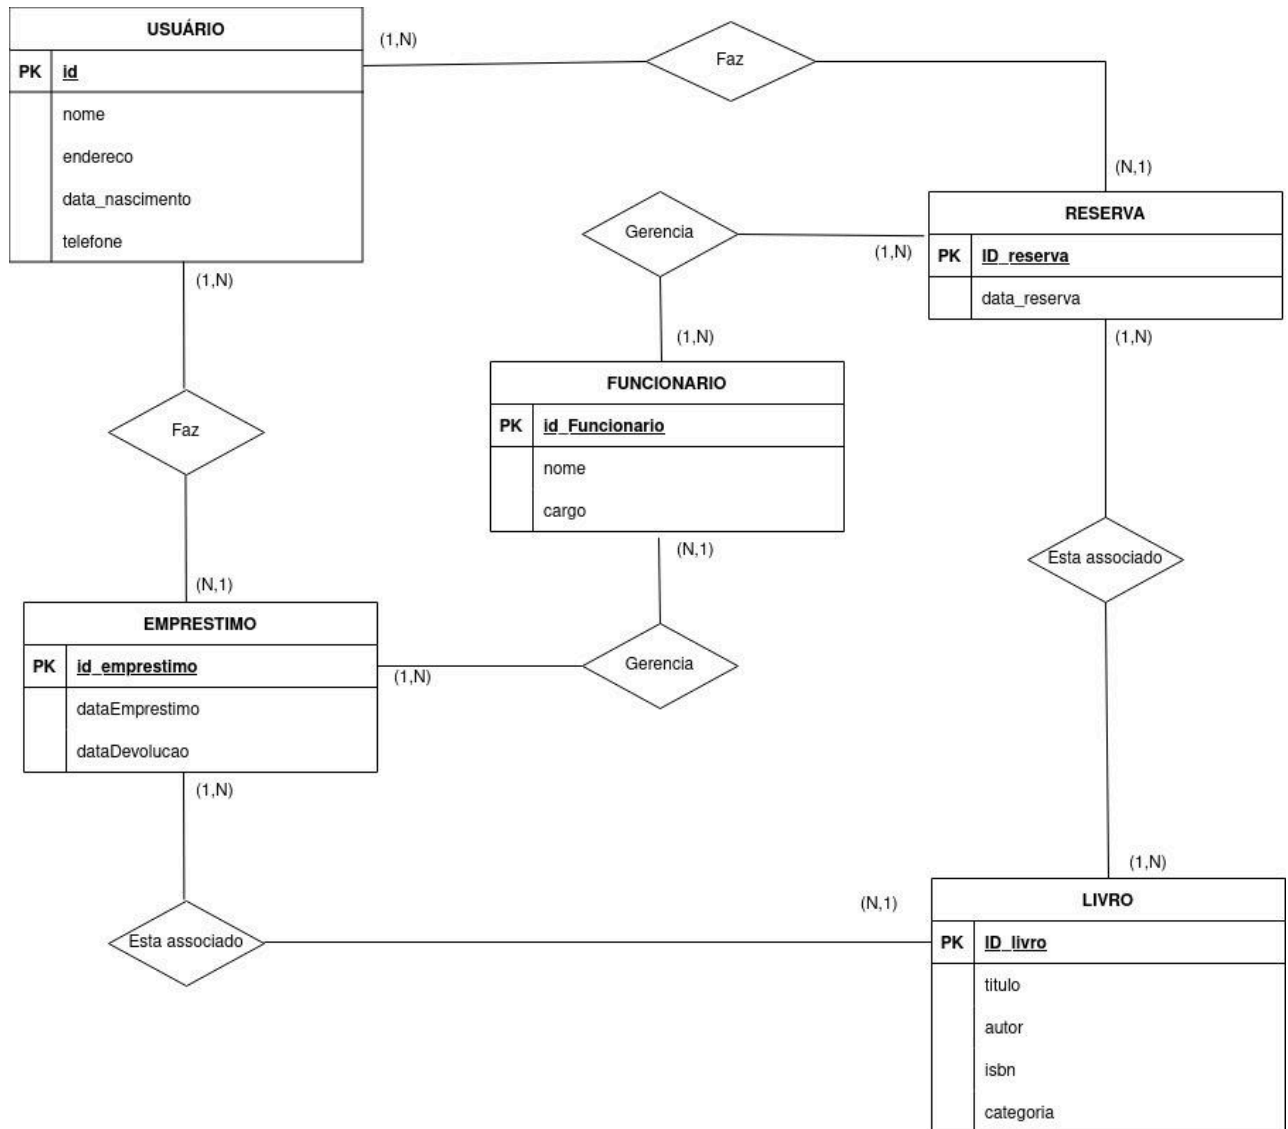 USUÁRIO
PK id
nome
endereco
data_nascimento
telefone
(1,N)
Faz
(N,1)
RESERVA
PK ID_reserva
data_reserva
(1,N)
Gerencia
(1,N)
(1,N)
FUNCIONARIO
PK id_Funcionario
nome
cargo
(N,1)
(1,N)
Faz
(N,1)
EMPRESTIMO
PK id_emprestimo
dataEmprestimo
dataDevolucao
(1,N)
Gerencia
(1,N)
Esta associado
(1,N)
Esta associado
(N,1)
LIVRO
PK ID_livro
titulo
autor
isbn
categoria